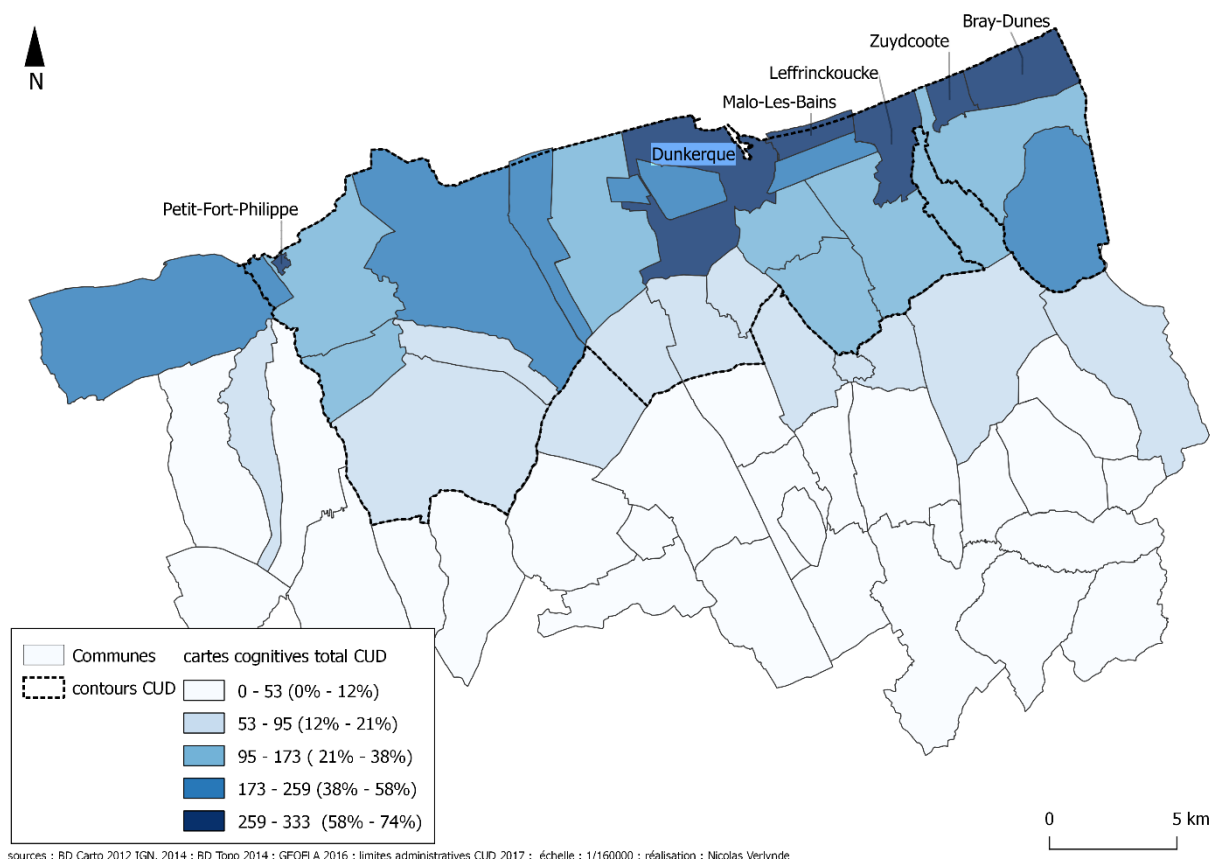 Bray-Dunes
Zuydcoote
Leffrinckoucke
Malo-Les-Bains
N
Dunkerque
Petit-Fort-Philippe
Communes
contours CUD
cartes cognitives total CUD
0 - 53 (0% - 12%)
53 - 95 (12% - 21%)
95 - 173 ( 21% - 38%)
173 - 259 (38% - 58%)
259 - 333 (58% - 74%)
0 5 km
sources : BD Carto 2012 IGN, 2014 ; BD Topo 2014 ; GEOFLA 2016 ; limites administratives CUD 2017 ; échelle : 1/160000 ; réalisation : Nicolas Verlynde